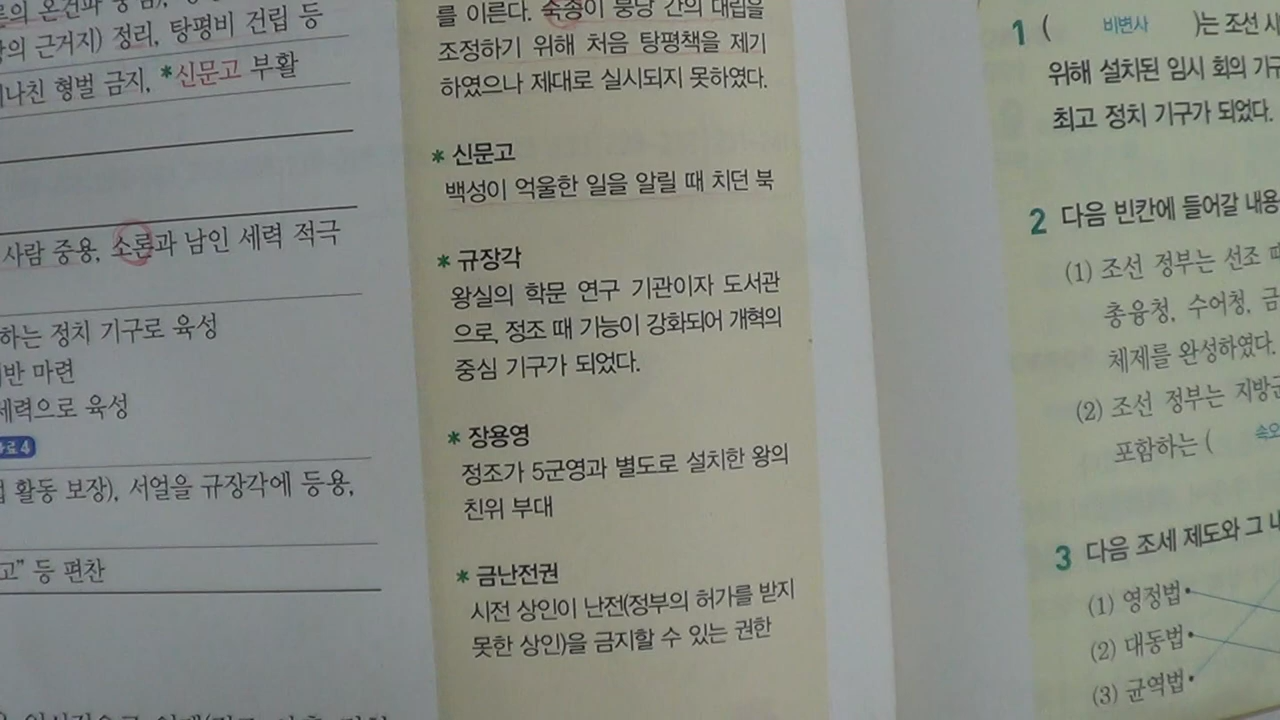 정리, 탕평비 건립 등
형벌 금지, *신문고 부활
사람 중용, 소론과 남인 세력 적극
하는 정치 기구로 육성
마련
세력으로 육성
활동 보장), 서얼을 규장각에 등용,
고” 등 편찬
를 이른다. 숙종이 붕당 간의 대립을
조정하기 위해 처음 탕평책을 제기
하였으나 제대로 실시되지 못하였다.
* 신문고
백성이 억울한 일을 알릴 때 치던 북
* 규장각
왕실의 학문 연구 기관이자 도서관
으로, 정조 때 기능이 강화되어 개혁의
중심 기구가 되었다.
* 장용영
정조가 5군영과 별도로 설치한 왕의
친위 부대
* 금난전권
시전 상인이 난전(정부의 허가를 받지
못한 상인)을 금지할 수 있는 권한
1 ( 비변사 )는 조선 시
위해 설치된 임시 회의 기구
최고 정치 기구가 되었다.
2 다음 빈칸에 들어갈 내용
(1) 조선 정부는 선조 때
총융청, 수어청, 금
체제를 완성하였다.
(2) 조선 정부는 지방군
포함하는 ( 속오
3 다음 조세 제도와 그 내
(1) 영정법
(2) 대동법
(3) 균역법